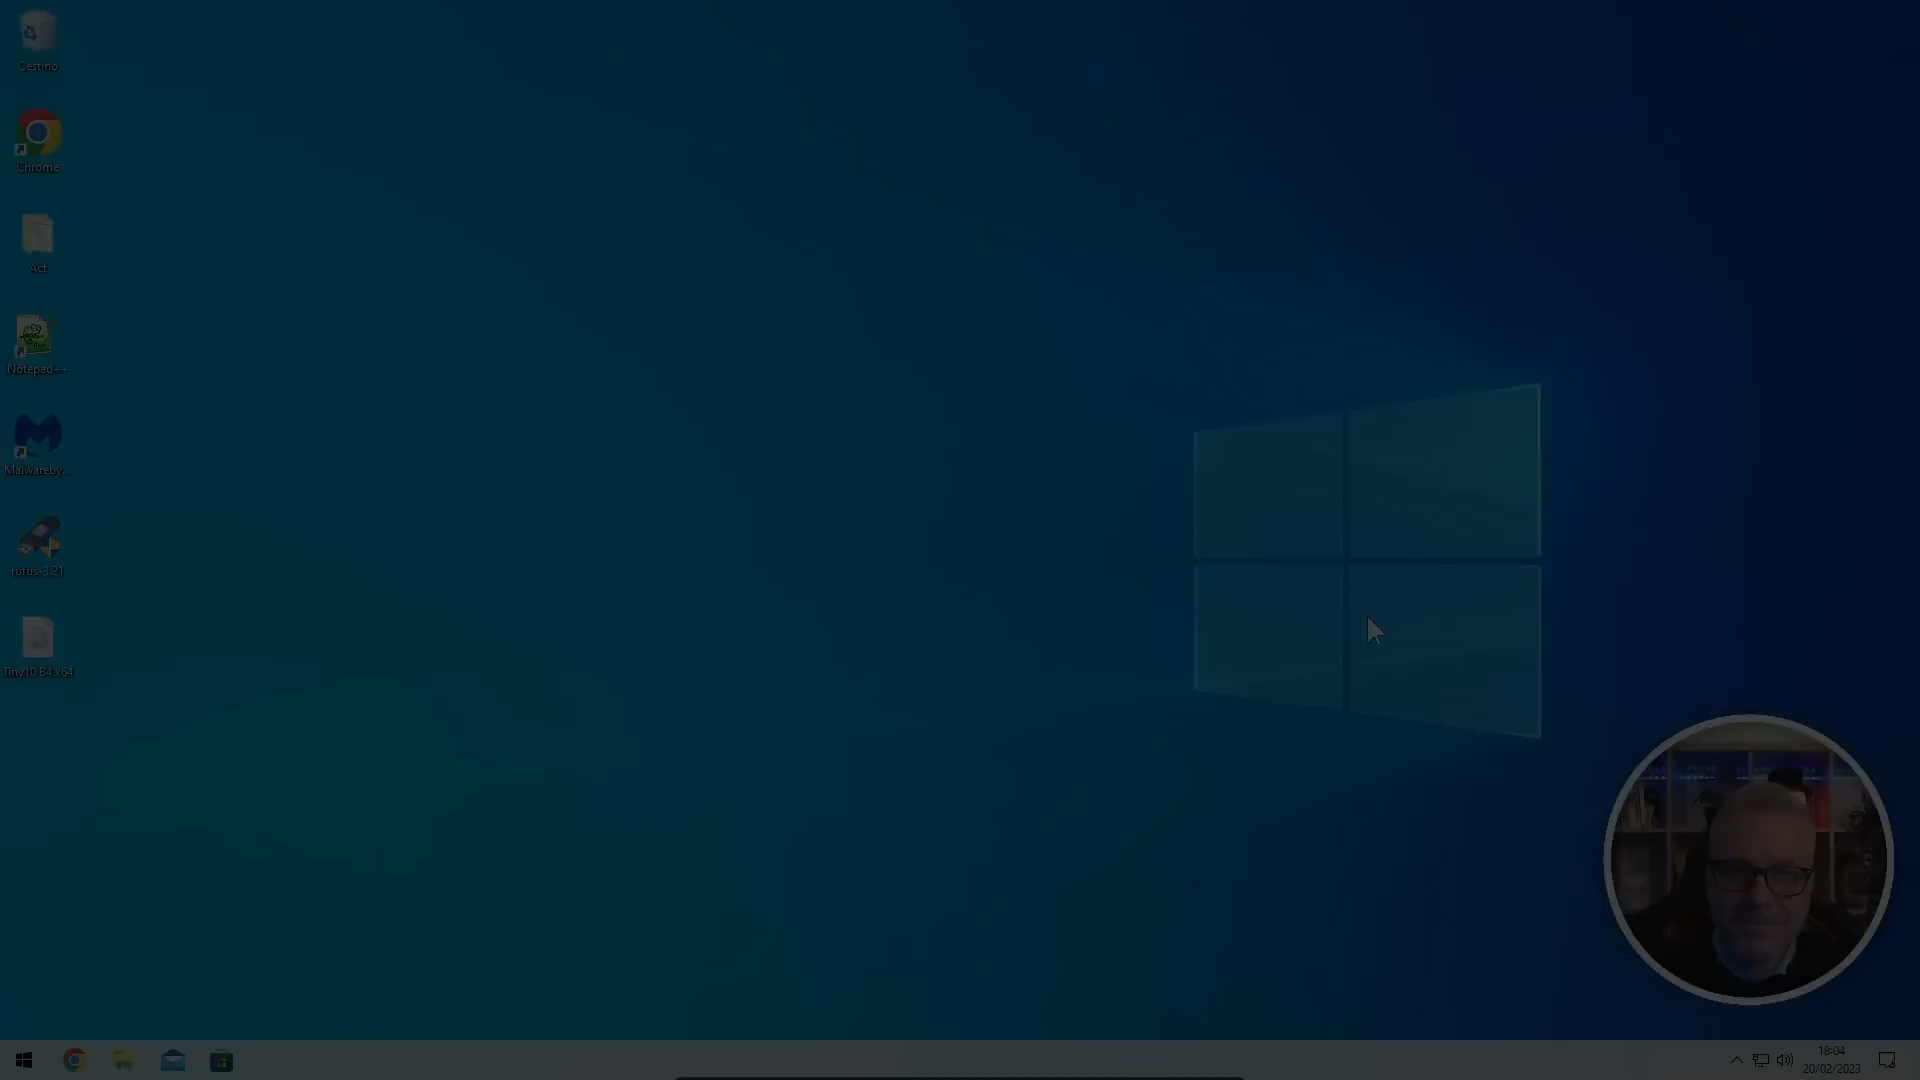 Cestino
Chrome
Act
Notepad++
Malwareby...
rufus-3.21
Tiny10 B4 x64
18:04
20/02/2023